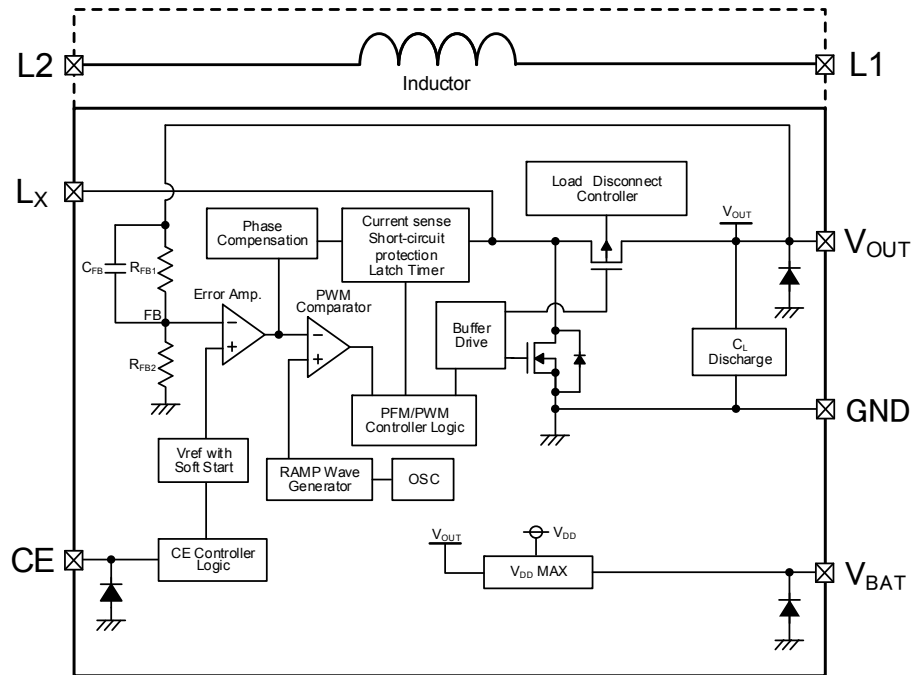 L2
L1
Inductor
LX
Load Disconnect
Controller
Phase
Compensation
Current sense
Short-circuit
protection
Latch Timer
VOUT
VOUT
CFB
RFB1
Error Amp.
PWM
Comparator
FB
Buffer
Drive
RFB2
CL
Discharge
PFM/PWM
Controller Logic
GND
Vref with
Soft Start
RAMP Wave
Generator
OSC
CE
CE Controller
Logic
VOUT
VDD
VDD MAX
VBAT